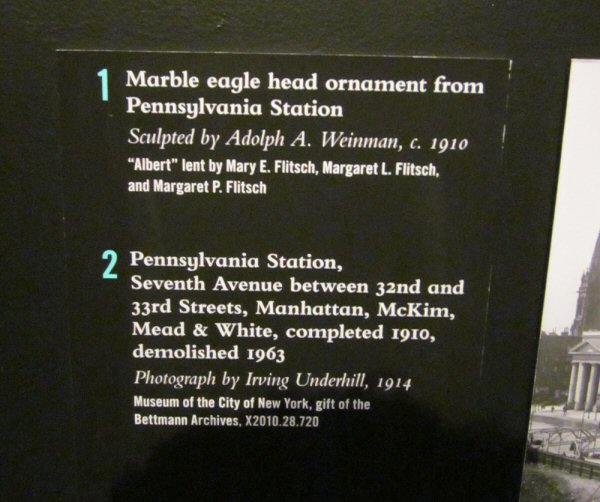 1 Marble eagle head ornament from
Pennsylvania Station
Sculpted by Adolph A. Weinman, c. 1910
"Albert" lent by Mary E. Flitsch, Margaret L. Flitsch,
and Margaret P. Flitsch
2 Pennsylvania Station,
Seventh Avenue between 32nd and
33rd Streets, Manhattan, McKim,
Mead & White, completed 1910,
demolished 1963
Photograph by Irving Underhill, 1914
Museum of the City of New York, gift of the
Bettmann Archives, X2010.28.720